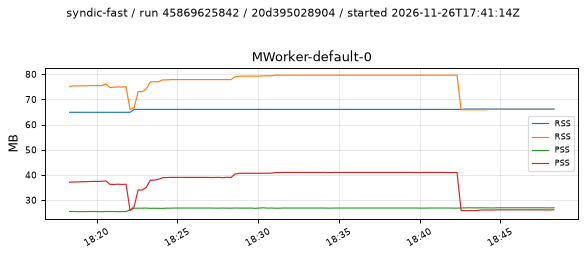 syndic-fast / run 45869625842 / 20d395028904 / started 2026-11-26T17:41:14Z
MWorker-default-0
MB
80
70
60
50
40
30
RSS
RSS
PSS
PSS
18:20
18:25
18:30
18:35
18:40
18:45